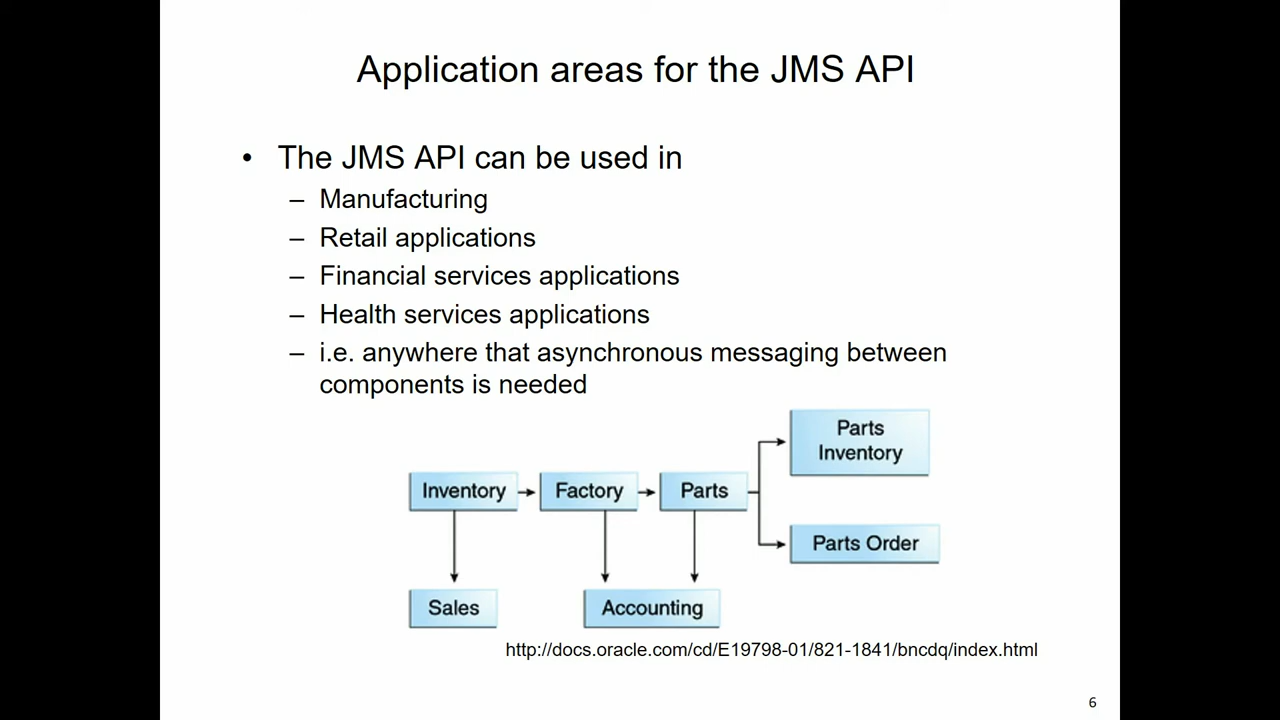 Application areas for the JMS API
• The JMS API can be used in
– Manufacturing
– Retail applications
– Financial services applications
– Health services applications
– i.e. anywhere that asynchronous messaging between
components is needed
Parts
Inventory
Inventory
Factory
Parts
Parts Order
Sales
Accounting
http://docs.oracle.com/cd/E19798-01/821-1841/bncdq/index.html
6